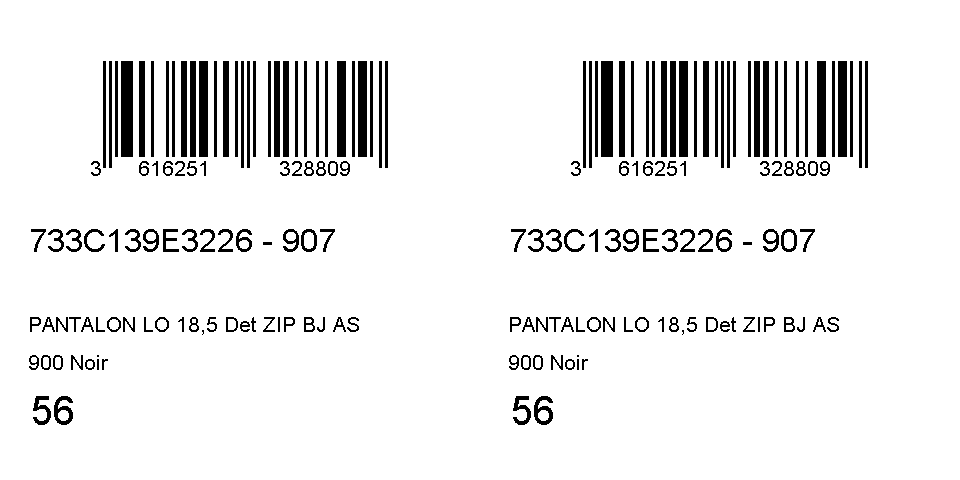 3 616251 328809
733C139E3226 - 907
PANTALON LO 18,5 Det ZIP BJ AS
900 Noir
56
3 616251 328809
733C139E3226 - 907
PANTALON LO 18,5 Det ZIP BJ AS
900 Noir
56